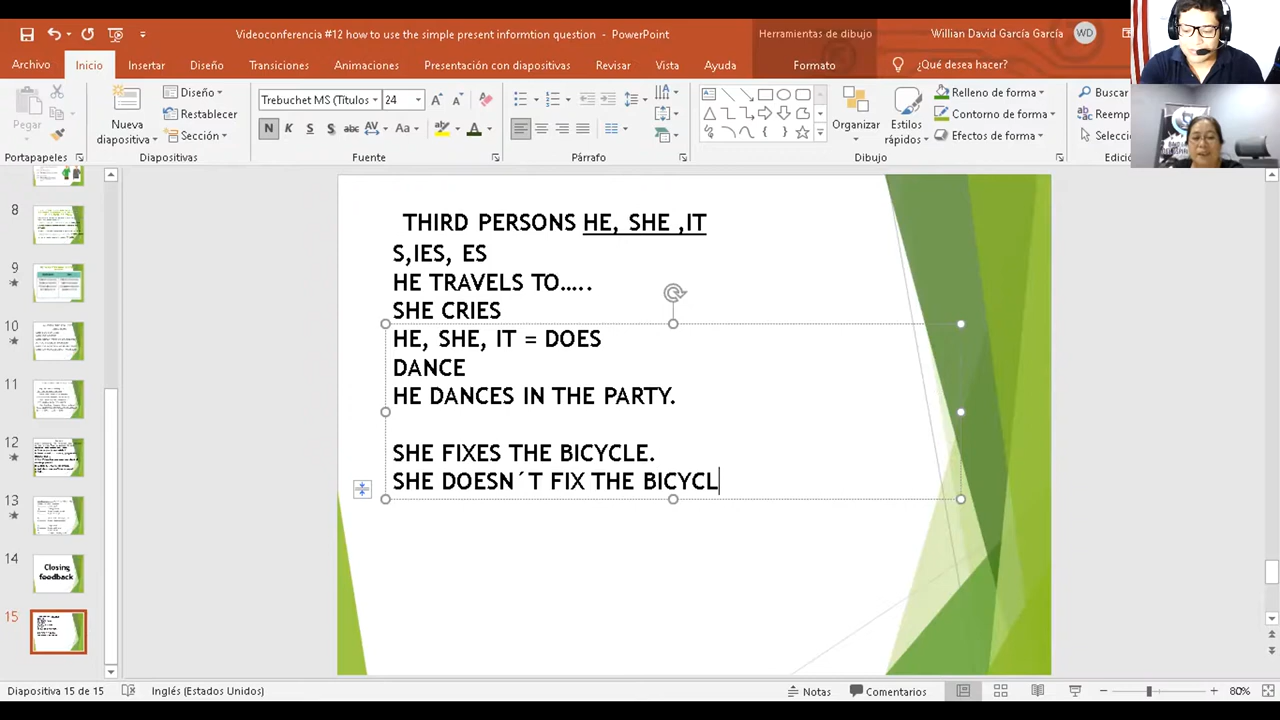 Videoconferencia #12 how to use the simple present informtion question - PowerPoint
Herramientas de dibujo
Willian David García García
WD
Archivo
Inicio
Insertar
Diseño
Transiciones
Animaciones
Presentación con diapositivas
Revisar
Vista
Ayuda
Formato
¿Qué desea hacer?
Pegar
Nueva
diapositiva
Diseño
Restablecer
Sección
Trebuchet MS (Títulos
24
N K S S abc AV Aa
Organizar
Estilos
rápidos
Relleno de forma
Contorno de forma
Efectos de forma
Buscar
Reemp
Selecci
Portapapeles
Diapositivas
Fuente
Párrafo
Dibujo
Edici
8
9
10
11
12
13
14
Closing
feedback
15
THIRD PERSONS HE, SHE ,IT
S,IES, ES
HE TRAVELS TO…..
SHE CRIES
HE, SHE, IT = DOES
DANCE
HE DANCES IN THE PARTY.
SHE FIXES THE BICYCLE.
SHE DOESN´T FIX THE BICYCL
Diapositiva 15 de 15
Inglés (Estados Unidos)
Notas
Comentarios
80%